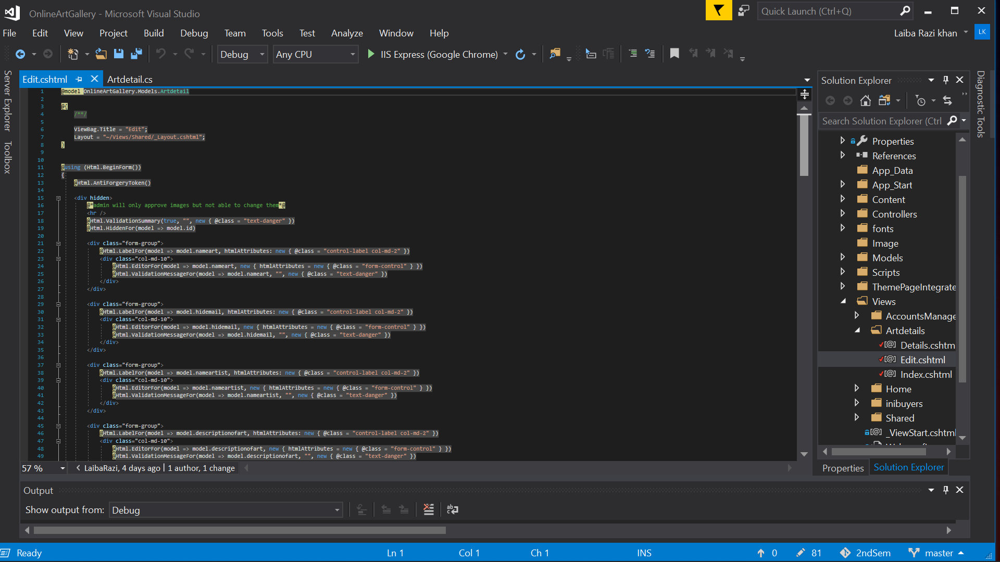 OnlineArtGallery - Microsoft Visual Studio
Quick Launch (Ctrl+Q)
File Edit View Project Build Debug Team Tools Test Analyze Window Help
Laiba Razi khan LK
Debug Any CPU IIS Express (Google Chrome)
Server Explorer
Toolbox
Edit.cshtml Artdetail.cs
1 @model OnlineArtGallery.Models.Artdetail
2
3 @{
4 /**/
5
6 ViewBag.Title = "Edit";
7 Layout = "~/Views/Shared/_Layout.cshtml";
8 }
9
10
11 @using (Html.BeginForm())
12 {
13 @Html.AntiForgeryToken()
14
15 <div hidden>
16 @*admin will only approve images but not able to change them*@
17 <hr />
18 @Html.ValidationSummary(true, "", new { @class = "text-danger" })
19 @Html.HiddenFor(model => model.id)
20
21 <div class="form-group">
22 @Html.LabelFor(model => model.nameart, htmlAttributes: new { @class = "control-label col-md-2" })
23 <div class="col-md-10">
24 @Html.EditorFor(model => model.nameart, new { htmlAttributes = new { @class = "form-control" } })
25 @Html.ValidationMessageFor(model => model.nameart, "", new { @class = "text-danger" })
26 </div>
27 </div>
28
29 <div class="form-group">
30 @Html.LabelFor(model => model.hidemail, htmlAttributes: new { @class = "control-label col-md-2" })
31 <div class="col-md-10">
32 @Html.EditorFor(model => model.hidemail, new { htmlAttributes = new { @class = "form-control" } })
33 @Html.ValidationMessageFor(model => model.hidemail, "", new { @class = "text-danger" })
34 </div>
35 </div>
36
37 <div class="form-group">
38 @Html.LabelFor(model => model.nameartist, htmlAttributes: new { @class = "control-label col-md-2" })
39 <div class="col-md-10">
40 @Html.EditorFor(model => model.nameartist, new { htmlAttributes = new { @class = "form-control" } })
41 @Html.ValidationMessageFor(model => model.nameartist, "", new { @class = "text-danger" })
42 </div>
43 </div>
44
45 <div class="form-group">
46 @Html.LabelFor(model => model.descriptionofart, htmlAttributes: new { @class = "control-label col-md-2" })
47 <div class="col-md-10">
48 @Html.EditorFor(model => model.descriptionofart, new { htmlAttributes = new { @class = "form-control" } })
49 @Html.ValidationMessageFor(model => model.descriptionofart, "", new { @class = "text-danger" })
57 % LaibaRazi, 4 days ago | 1 author, 1 change
Solution Explorer
Search Solution Explorer (Ctrl
Properties
References
App_Data
App_Start
Content
Controllers
fonts
Image
Models
Scripts
ThemePageIntegrate
Views
AccountsManage
Artdetails
Details.cshtm
Edit.cshtml
Index.cshtml
Home
inibuyers
Shared
_ViewStart.cshtml
Properties Solution Explorer
Diagnostic Tools
Output
Show output from: Debug
Ready Ln 1 Col 1 Ch 1 INS 0 81 2ndSem master